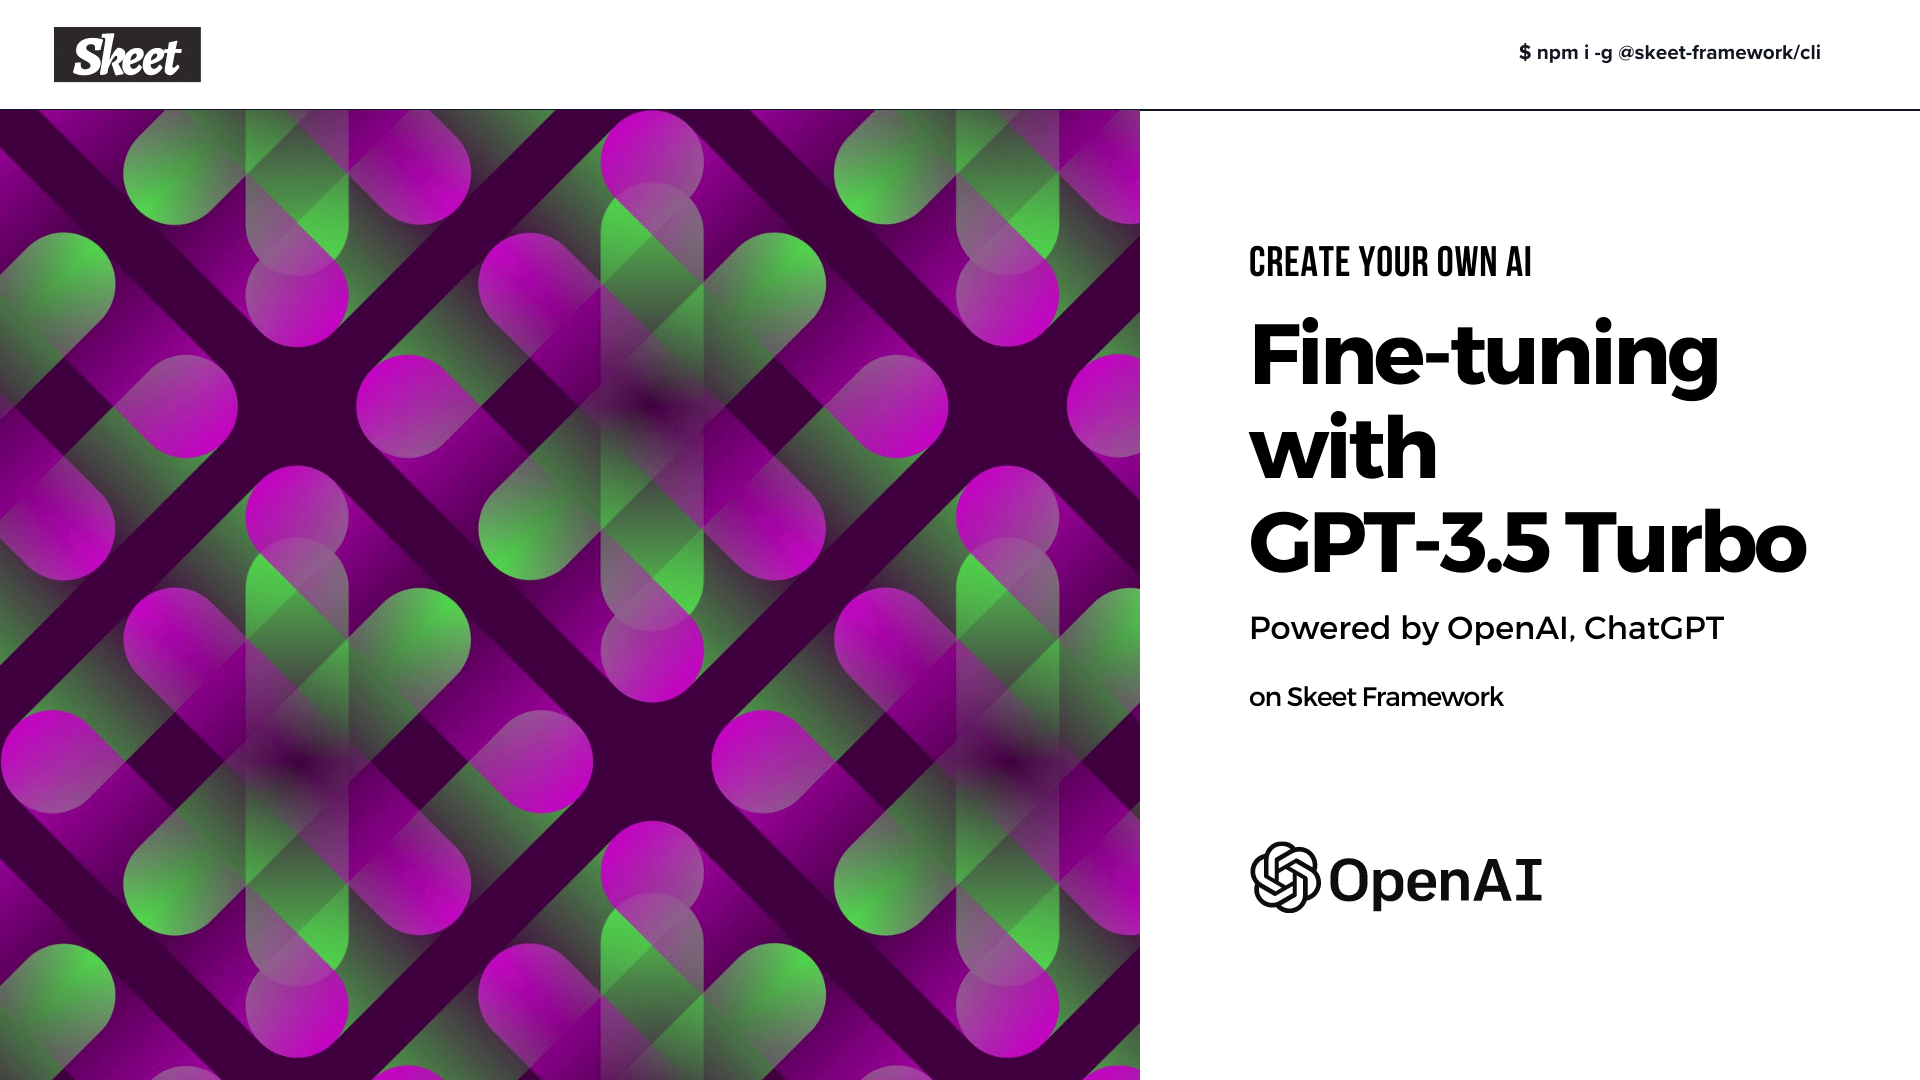 Skeet
$ npm i -g @skeet-framework/cli
CREATE YOUR OWN AI
Fine-tuning
with
GPT-3.5 Turbo
Powered by OpenAI, ChatGPT
on Skeet Framework
OpenAI